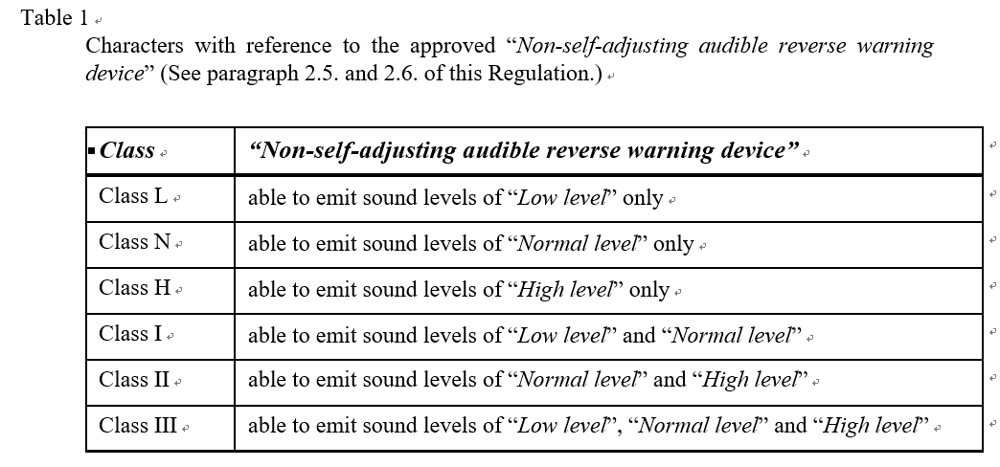 Table 1
Characters with reference to the approved “Non-self-adjusting audible reverse warning
device” (See paragraph 2.5. and 2.6. of this Regulation.)
Class “Non-self-adjusting audible reverse warning device”
Class L able to emit sound levels of “Low level” only
Class N able to emit sound levels of “Normal level” only
Class H able to emit sound levels of “High level” only
Class I able to emit sound levels of “Low level” and “Normal level”
Class II able to emit sound levels of “Normal level” and “High level”
Class III able to emit sound levels of “Low level”, “Normal level” and “High level”